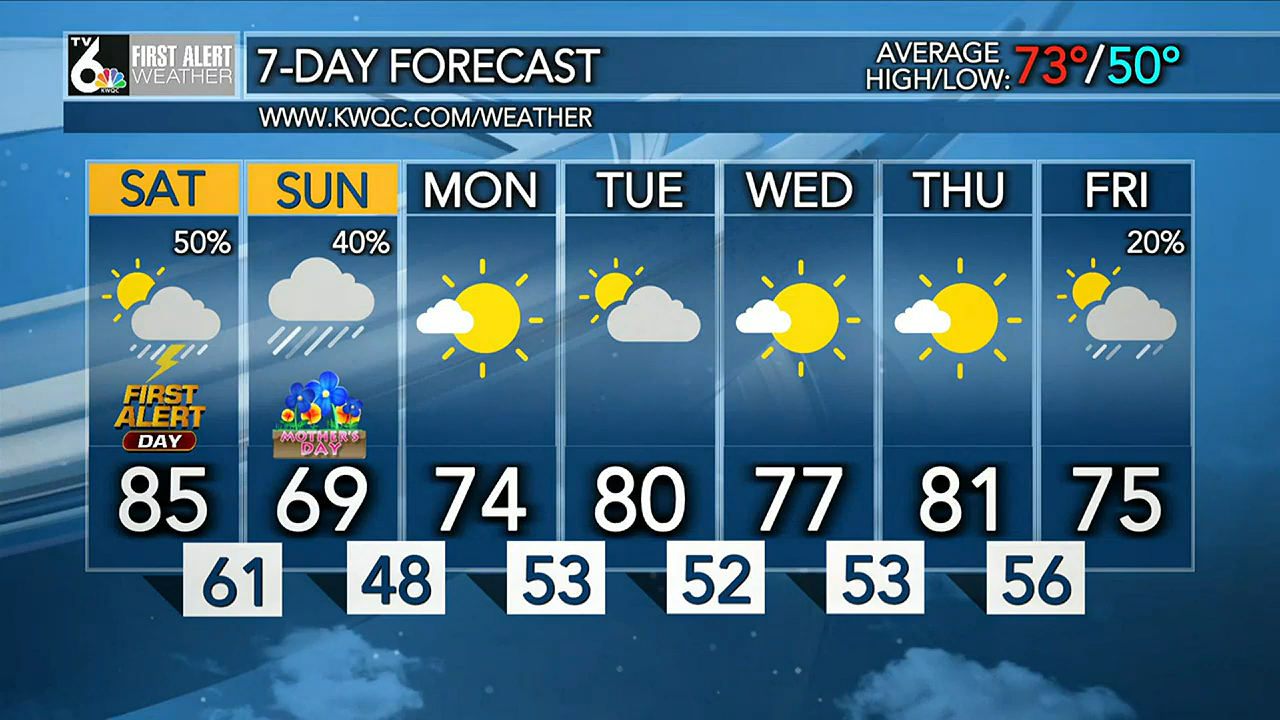 TV
6
KWQC
FIRST ALERT
WEATHER
7-DAY FORECAST
AVERAGE
HIGH/LOW: 73°/50°
WWW.KWQC.COM/WEATHER
SAT SUN MON TUE WED THU FRI
50% 40% 20%
FIRST
ALERT
DAY
MOTHER'S
DAY
85 69 74 80 77 81 75
61 48 53 52 53 56